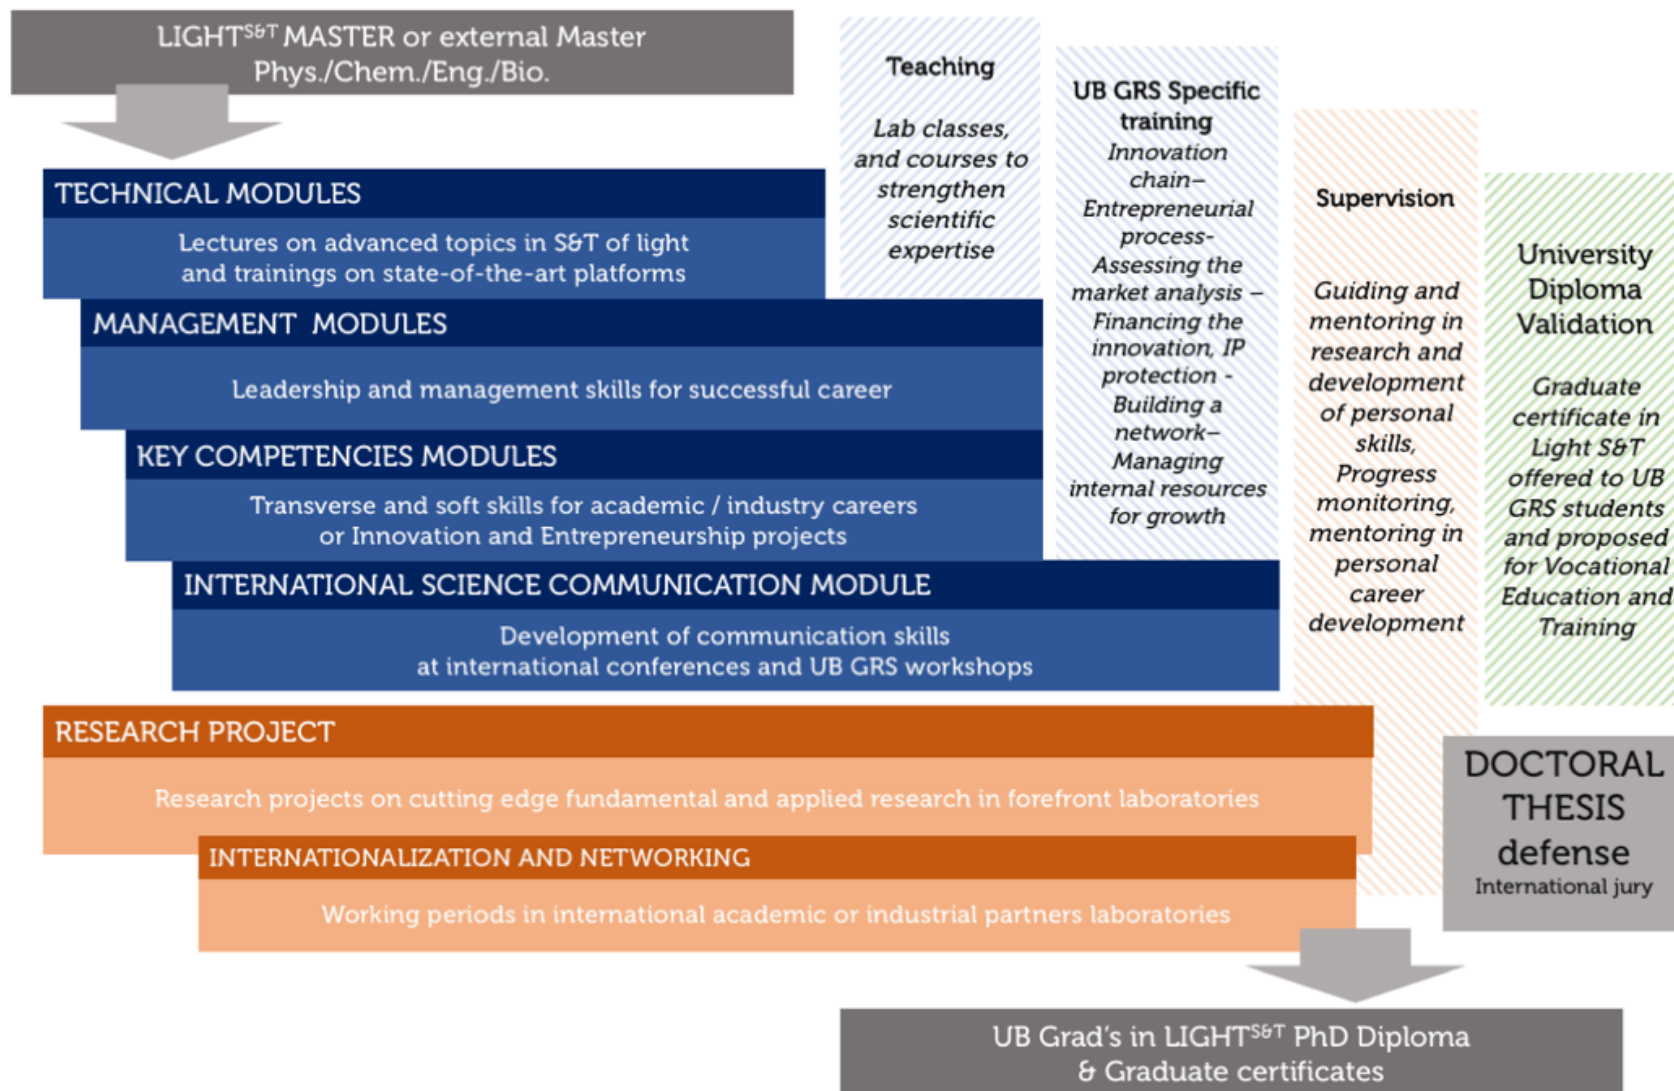 LIGHTS&T MASTER or external Master
Phys./Chem./Eng./Bio.
TECHNICAL MODULES
Lectures on advanced topics in S&T of light
and trainings on state-of-the-art platforms
MANAGEMENT MODULES
Leadership and management skills for successful career
KEY COMPETENCIES MODULES
Transverse and soft skills for academic / industry careers
or Innovation and Entrepreneurship projects
INTERNATIONAL SCIENCE COMMUNICATION MODULE
Development of communication skills
at international conferences and UB GRS workshops
RESEARCH PROJECT
Research projects on cutting edge fundamental and applied research in forefront laboratories
INTERNATIONALIZATION AND NETWORKING
Working periods in international academic or industrial partners laboratories
Teaching
Lab classes,
and courses to
strengthen
scientific
expertise
UB GRS Specific
training
Innovation
chain–
Entrepreneurial
process-
Assessing the
market analysis –
Financing the
innovation, IP
protection -
Building a
network–
Managing
internal resources
for growth
Supervision
Guiding and
mentoring in
research and
development
of personal
skills,
Progress
monitoring,
mentoring in
personal
career
development
University
Diploma
Validation
Graduate
certificate in
Light S&T
offered to UB
GRS students
and proposed
for Vocational
Education and
Training
DOCTORAL
THESIS
defense
International jury
UB Grad's in LIGHTS&T PhD Diploma
& Graduate certificates